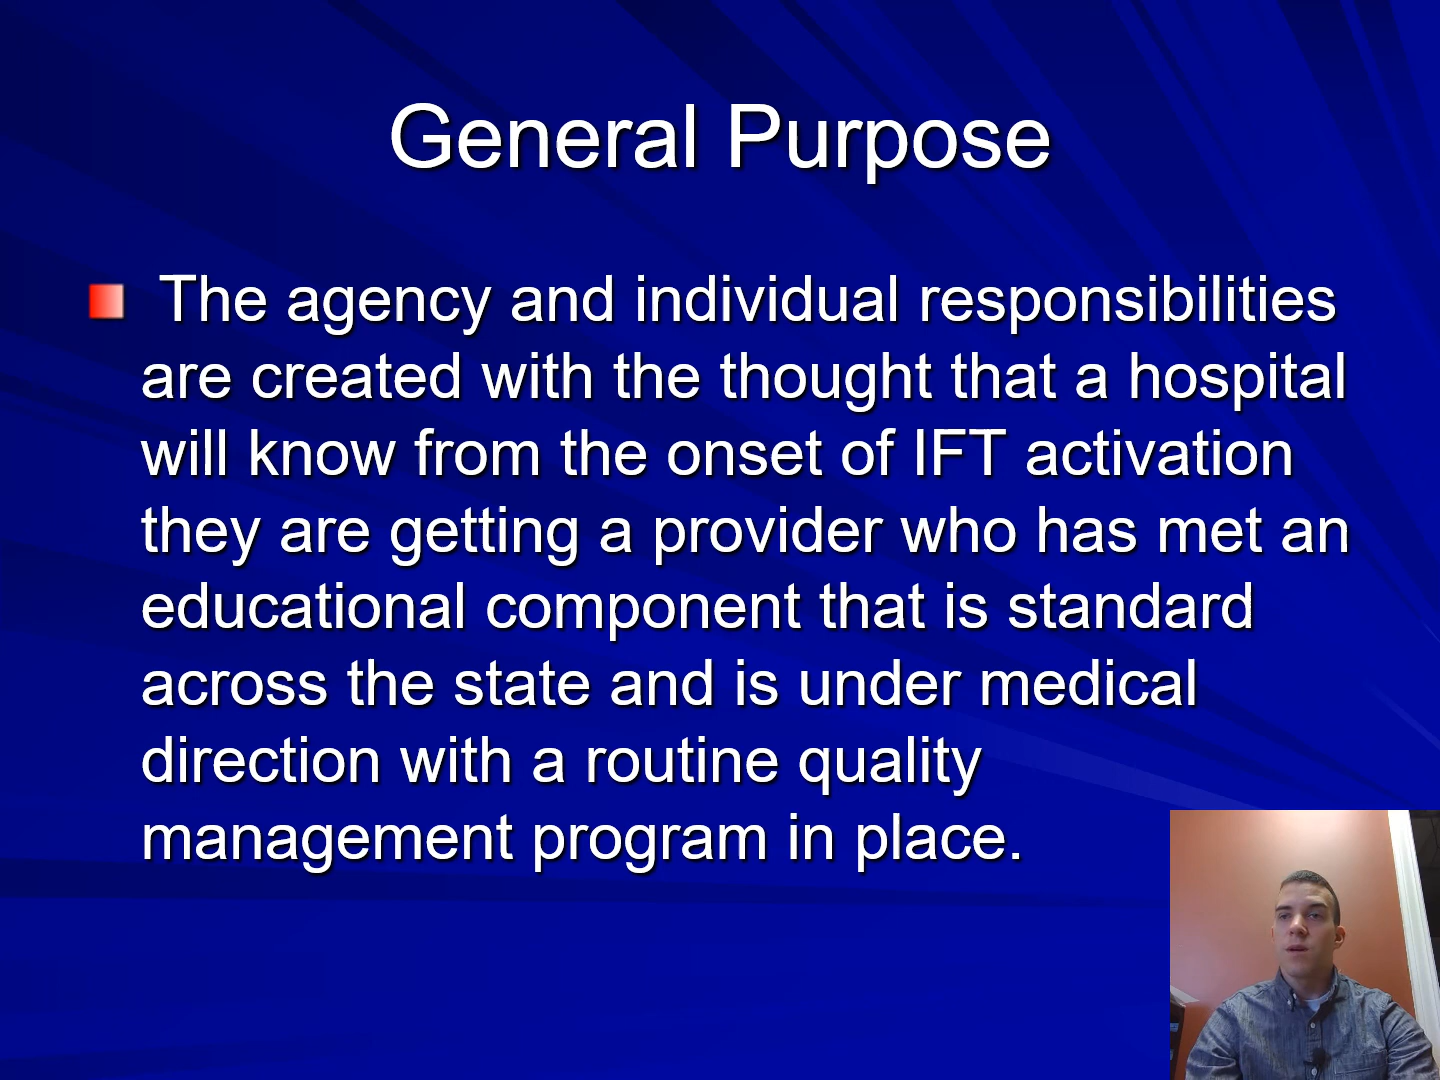 General Purpose
The agency and individual responsibilities
are created with the thought that a hospital
will know from the onset of IFT activation
they are getting a provider who has met an
educational component that is standard
across the state and is under medical
direction with a routine quality
management program in place.